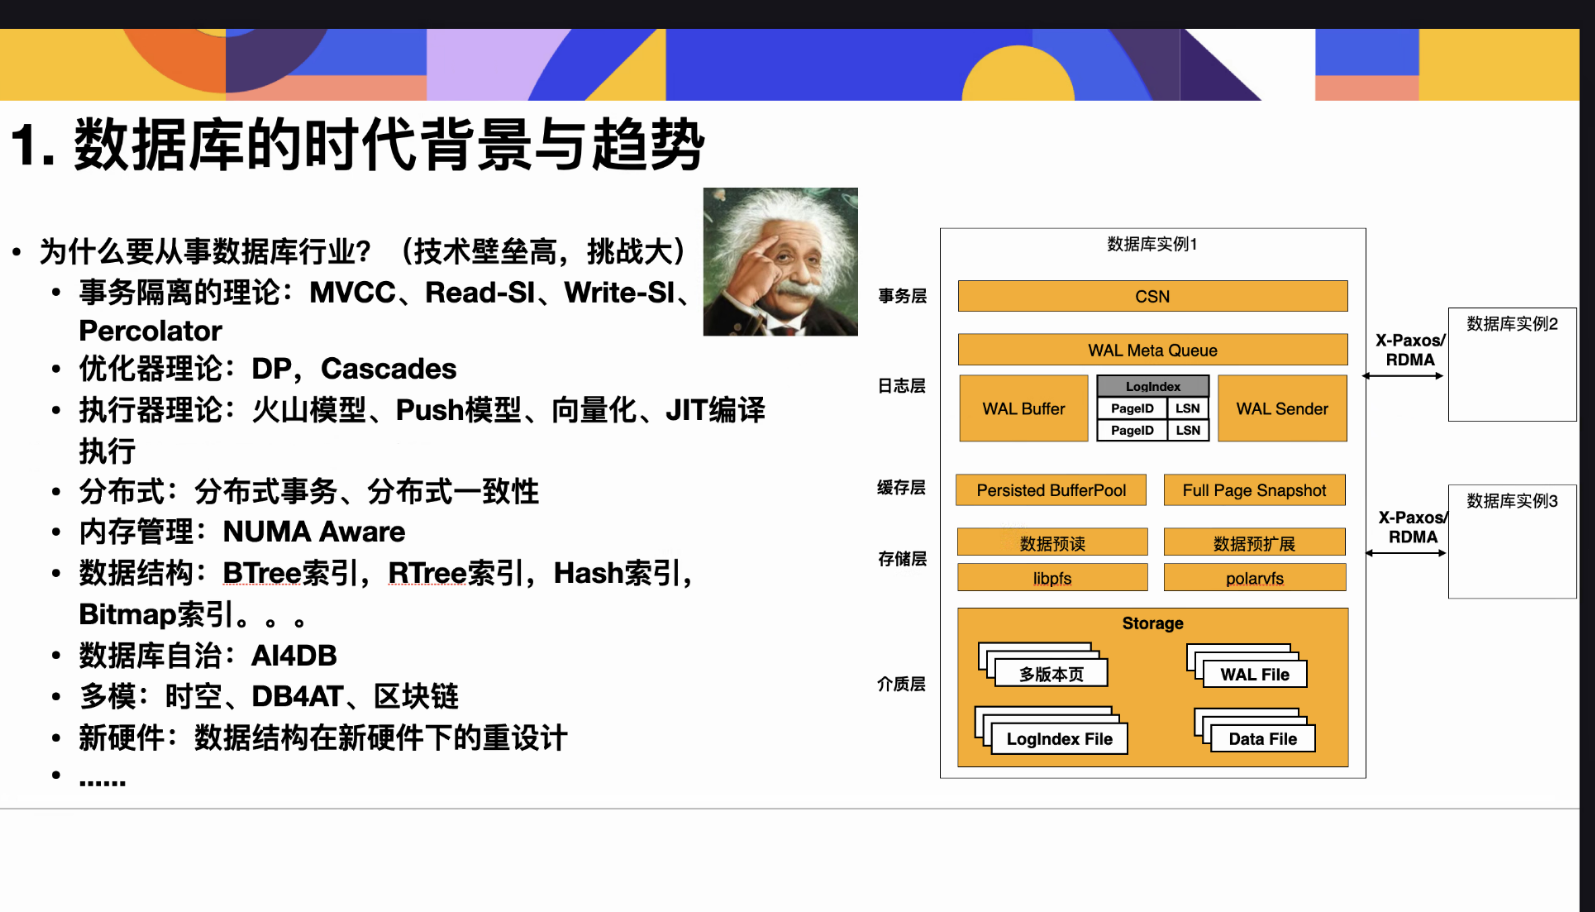 1. 数据库的时代背景与趋势
• 为什么要从事数据库行业？（技术壁垒高，挑战大）
• 事务隔离的理论：MVCC、Read-SI、Write-SI、
Percolator
• 优化器理论：DP，Cascades
• 执行器理论：火山模型、Push模型、向量化、JIT编译
执行
• 分布式：分布式事务、分布式一致性
• 内存管理：NUMA Aware
• 数据结构：BTree索引，RTree索引，Hash索引，
Bitmap索引。。。
• 数据库自治：AI4DB
• 多模：时空、DB4AT、区块链
• 新硬件：数据结构在新硬件下的重设计
• ......
数据库实例1
事务层
CSN
日志层
WAL Meta Queue
WAL Buffer
LogIndex
PageID LSN
PageID LSN
WAL Sender
缓存层
Persisted BufferPool
Full Page Snapshot
存储层
数据预读
数据预扩展
libpfs
polarvfs
介质层
Storage
多版本页
WAL File
LogIndex File
Data File
X-Paxos/
RDMA
数据库实例2
X-Paxos/
RDMA
数据库实例3